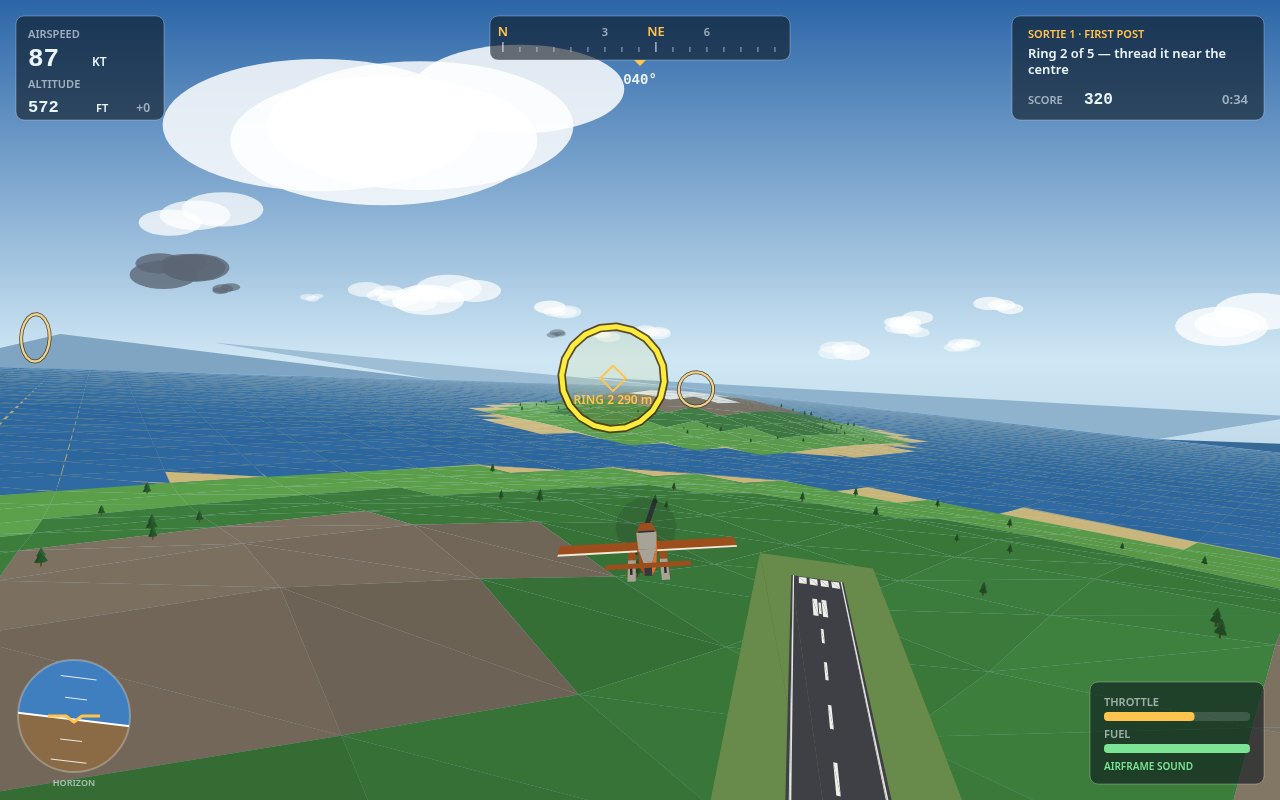 AIRSPEED
87 KT
ALTITUDE
572 FT +0
N 3 NE 6
040°
SORTIE 1 · FIRST POST
Ring 2 of 5 — thread it near the
centre
SCORE 320 0:34
RING 2 290 m
HORIZON
THROTTLE
FUEL
AIRFRAME SOUND